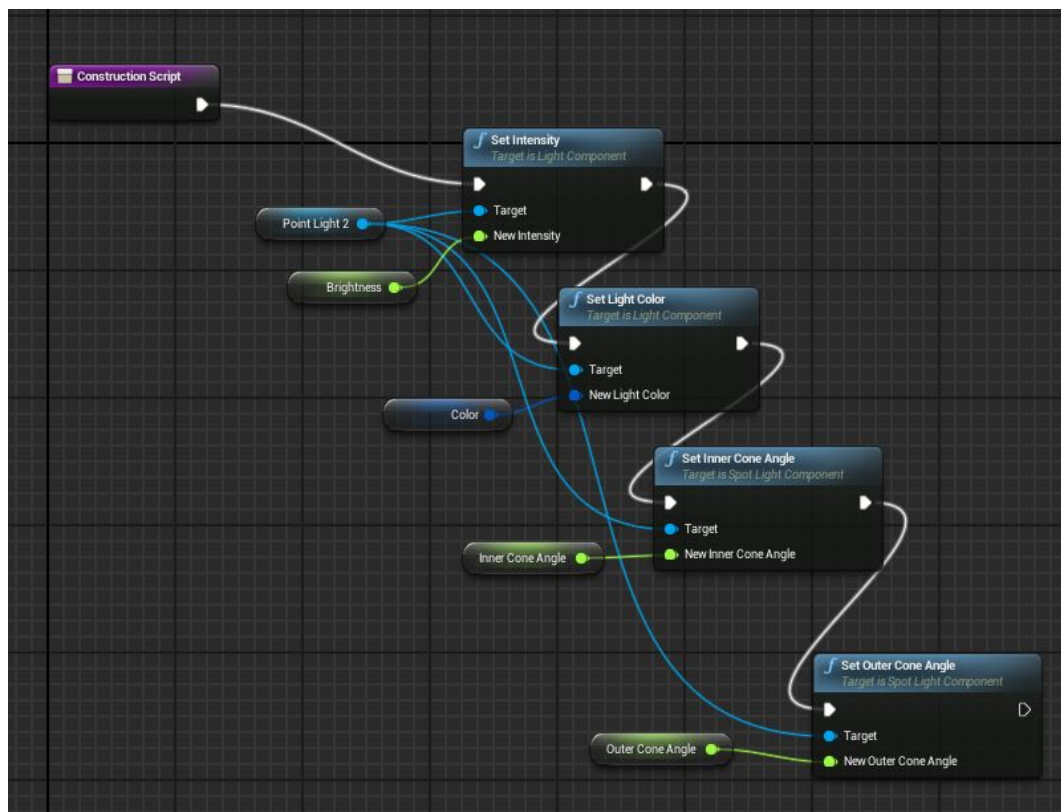 Construction Script
Set Intensity
Target is Light Component
Target
New Intensity
Point Light 2
Brightness
Set Light Color
Target is Light Component
Target
New Light Color
Color
Set Inner Cone Angle
Target is Spot Light Component
Target
New Inner Cone Angle
Inner Cone Angle
Set Outer Cone Angle
Target is Spot Light Component
Target
New Outer Cone Angle
Outer Cone Angle